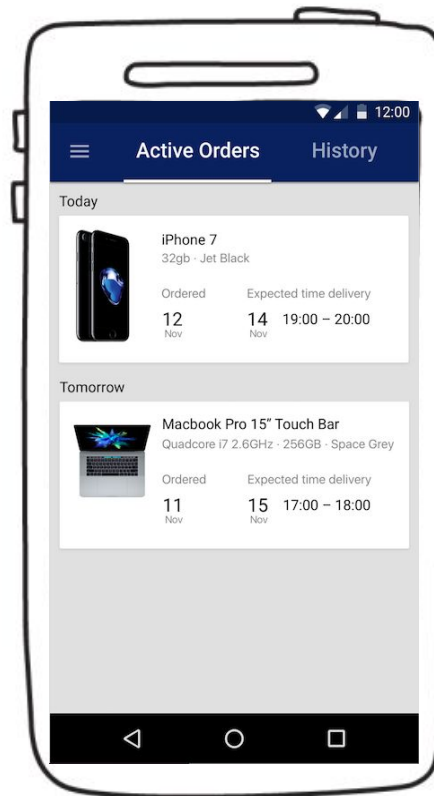 12:00
Active Orders History
Today
iPhone 7
32gb · Jet Black
Ordered Expected time delivery
12 14 19:00 – 20:00
Nov Nov
Tomorrow
Macbook Pro 15” Touch Bar
Quadcore i7 2.6GHz · 256GB · Space Grey
Ordered Expected time delivery
11 15 17:00 – 18:00
Nov Nov